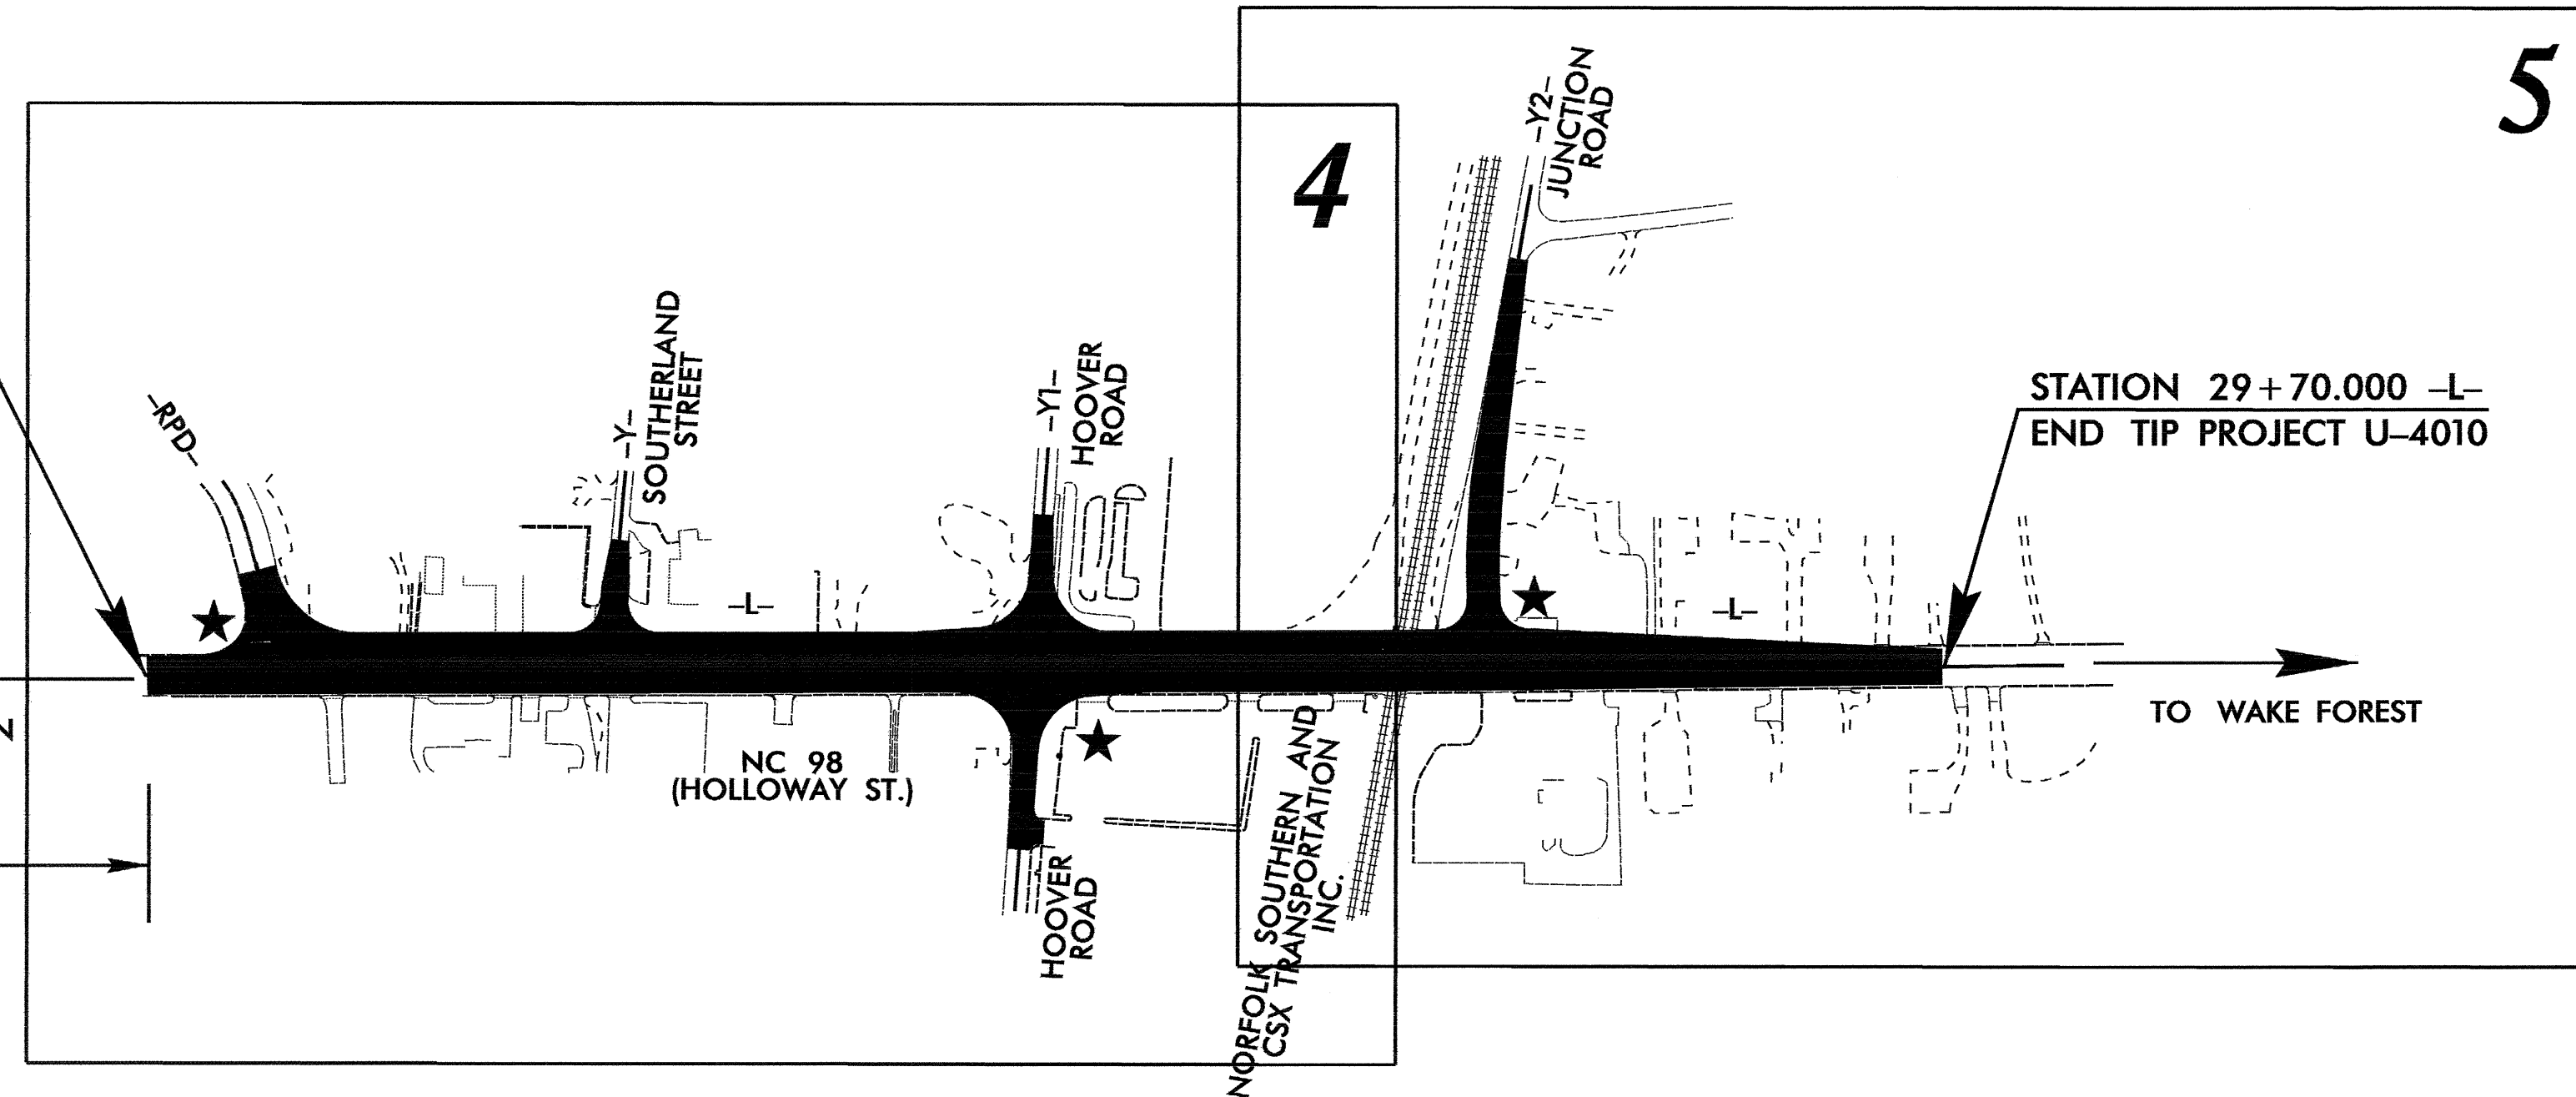 5
4
–Y2–
JUNCTION
ROAD
–RPD–
–Y–
SOUTHERLAND
STREET
–Y1–
HOOVER
ROAD
STATION 29+70.000 –L–
END TIP PROJECT U–4010
–L–
–L–
TO WAKE FOREST
NC 98
(HOLLOWAY ST.)
HOOVER
ROAD
NORFOLK SOUTHERN AND
CSX TRANSPORTATION
INC.